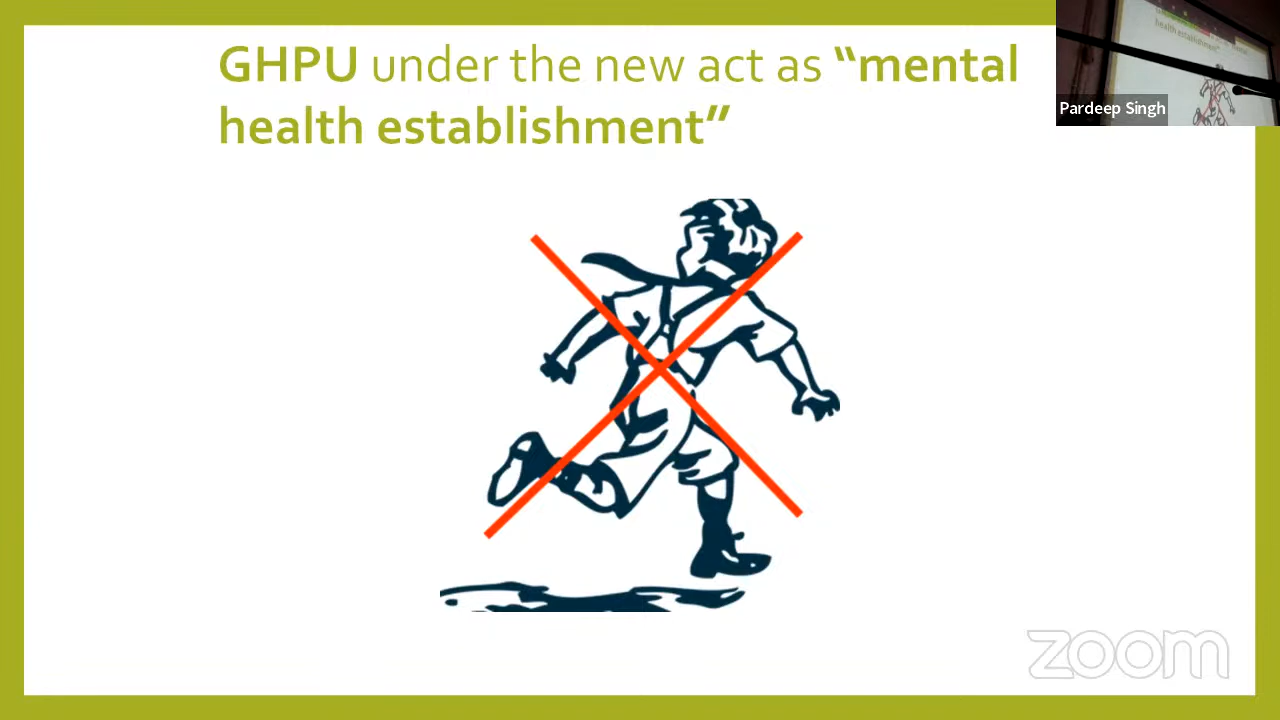 GHPU under the new act as “mental
health establishment”
Pardeep Singh
zoom